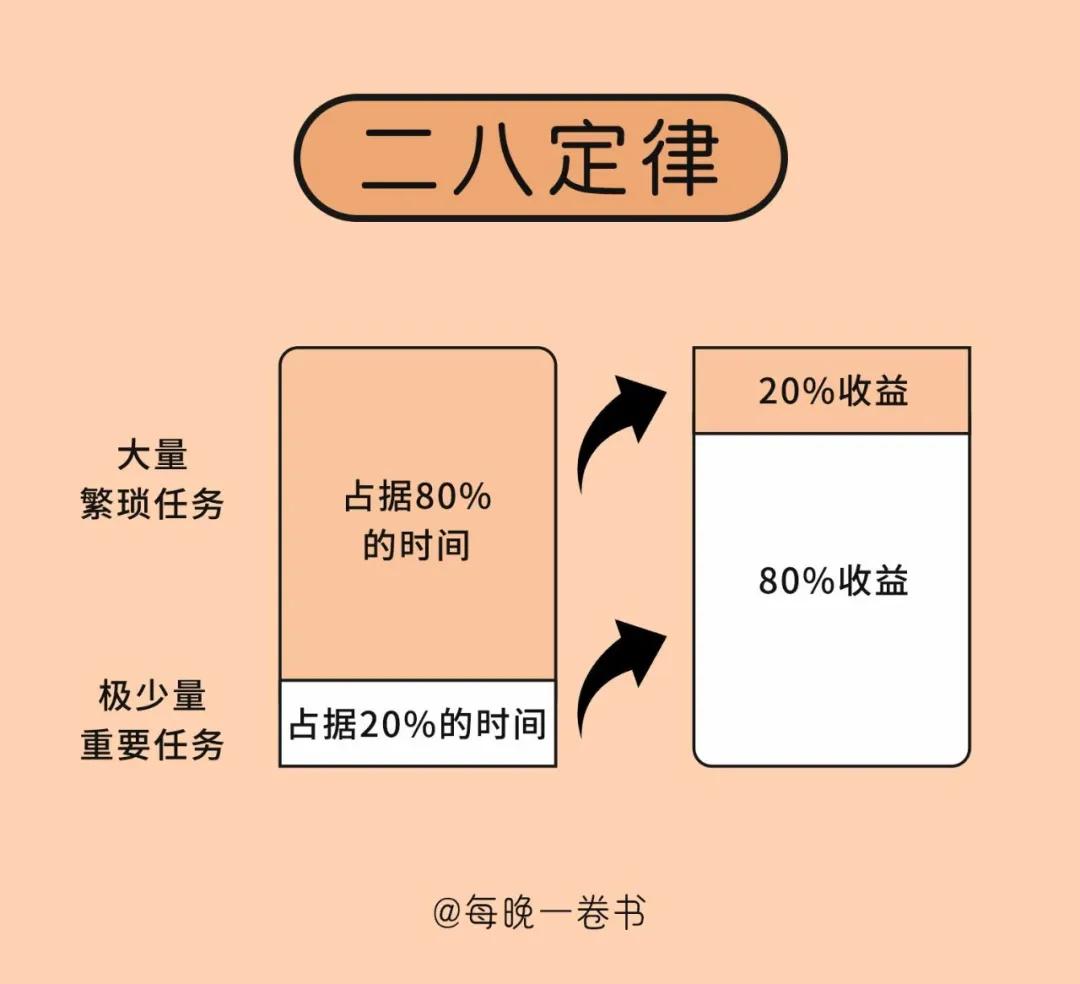 二八定律
大量
繁琐任务
占据80%
的时间
20%收益
80%收益
极少量
重要任务
占据20%的时间
@每晚一卷书